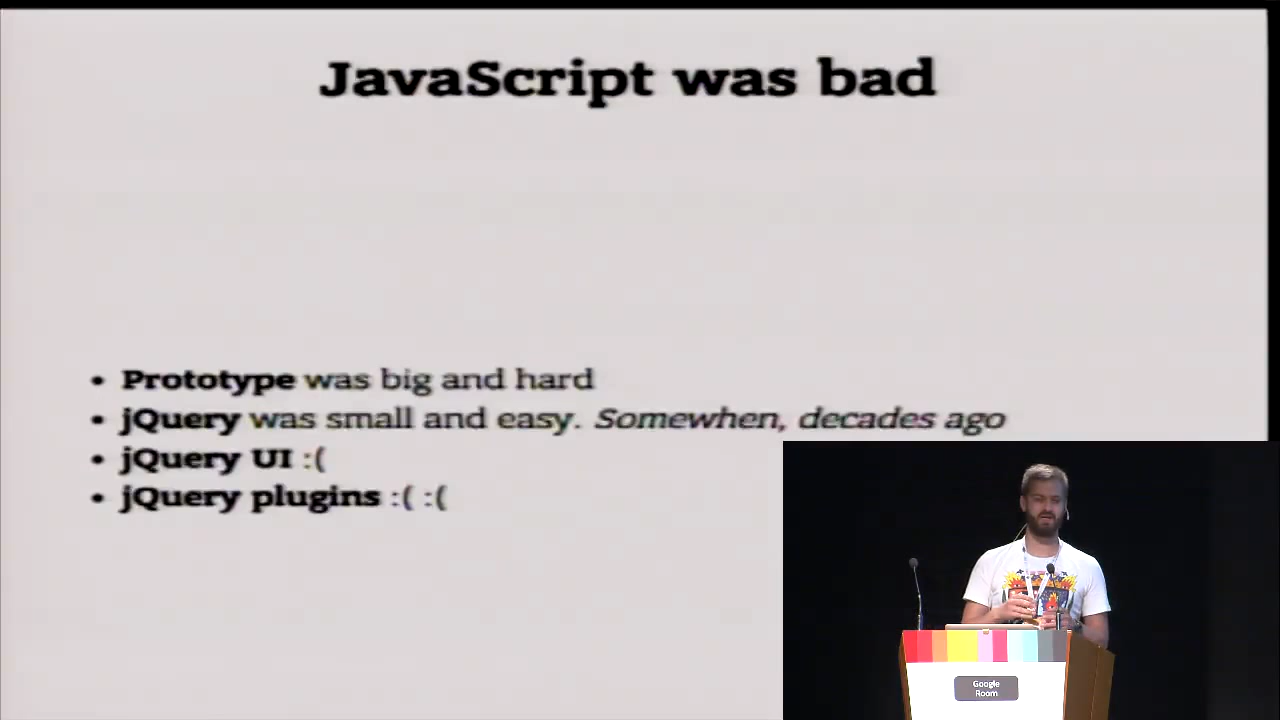 JavaScript was bad
• Prototype was big and hard
• jQuery was small and easy. Somewhen, decades ago
• jQuery UI :(
• jQuery plugins :( :(
Google
Room